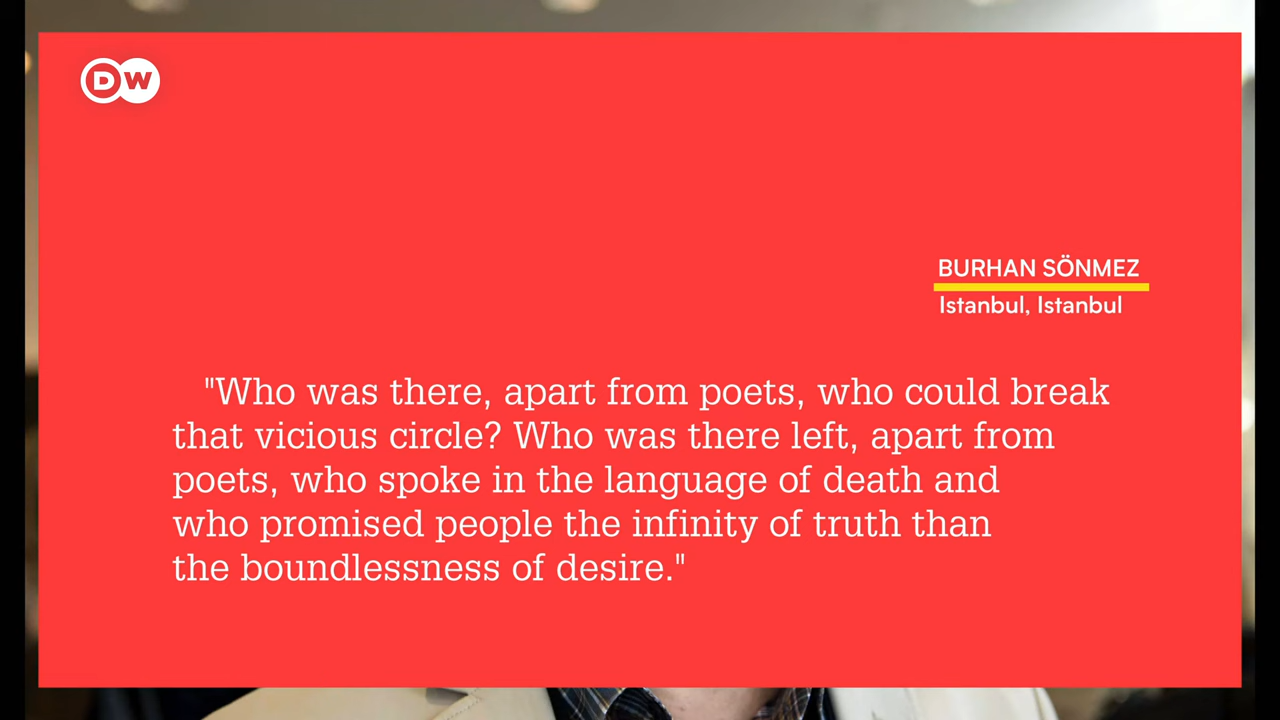 DW
BURHAN SÖNMEZ
Istanbul, Istanbul
"Who was there, apart from poets, who could break
that vicious circle? Who was there left, apart from
poets, who spoke in the language of death and
who promised people the infinity of truth than
the boundlessness of desire."